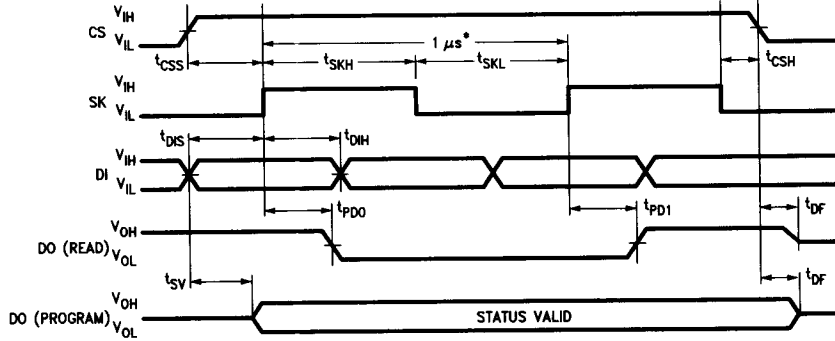 V_IH
CS
V_IL
1 μs*
t_CSS
t_SKH
t_SKL
t_CSH
V_IH
SK
V_IL
t_DIS
t_DIH
V_IH
DI
V_IL
t_PD0
t_PD1
t_DF
V_OH
DO (READ)
V_OL
t_SV
t_DF
V_OH
DO (PROGRAM)
STATUS VALID
V_OL